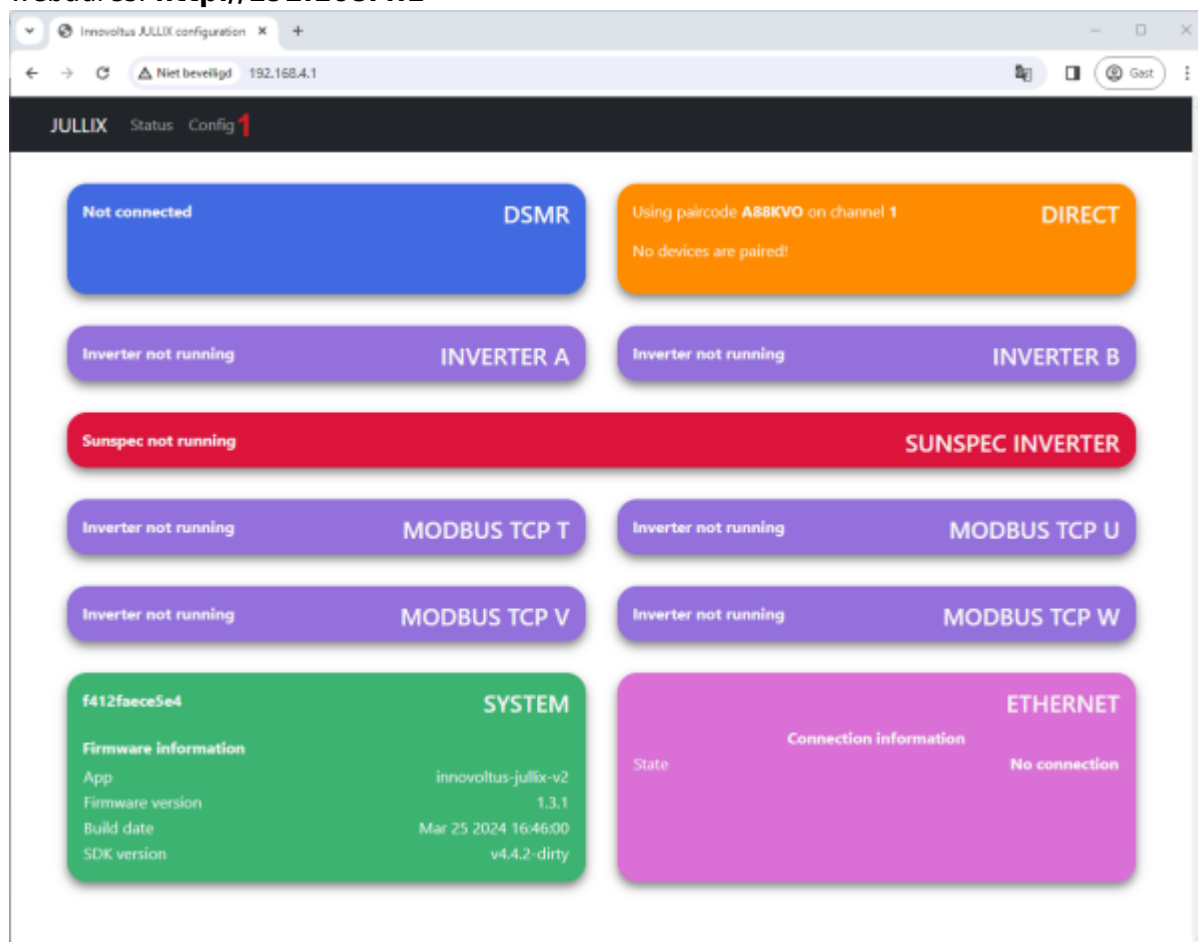 Innovoltus JULLIX configuration
Niet beveiligd 192.168.4.1
Gast
JULLIX Status Config 1
Not connected DSMR
Using paircode A88KVO on channel 1 DIRECT
No devices are paired!
Inverter not running INVERTER A
Inverter not running INVERTER B
Sunspec not running SUNSPEC INVERTER
Inverter not running MODBUS TCP T
Inverter not running MODBUS TCP U
Inverter not running MODBUS TCP V
Inverter not running MODBUS TCP W
f412faece5e4 SYSTEM
Firmware information
App innovoltus-jullix-v2
Firmware version 1.3.1
Build date Mar 25 2024 16:46:00
SDK version v4.4.2-dirty
ETHERNET
Connection information
State No connection